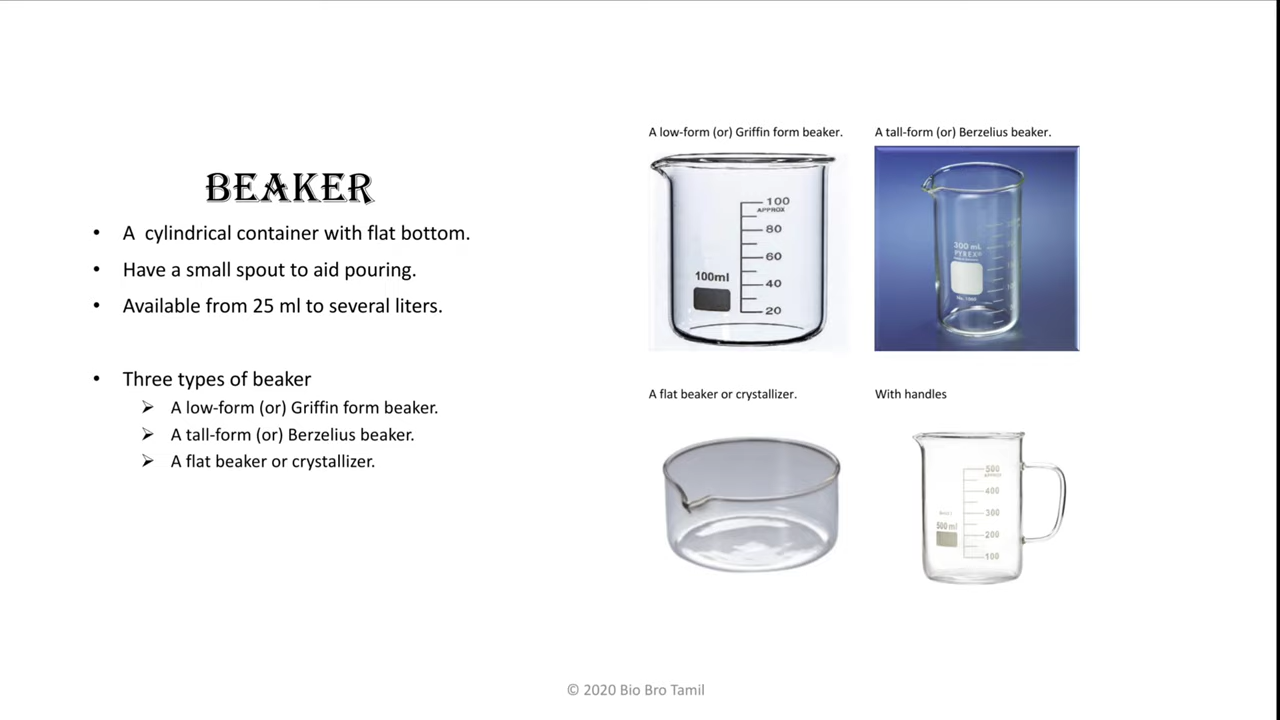 BEAKER
• A cylindrical container with flat bottom.
• Have a small spout to aid pouring.
• Available from 25 ml to several liters.
• Three types of beaker
➢ A low-form (or) Griffin form beaker.
➢ A tall-form (or) Berzelius beaker.
➢ A flat beaker or crystallizer.
A low-form (or) Griffin form beaker.
100
APPROX
80
60
100ml
40
20
A tall-form (or) Berzelius beaker.
300 mL
PYREX®
A flat beaker or crystallizer.
With handles
500
APPROX
400
300
500 ml
200
100
© 2020 Bio Bro Tamil